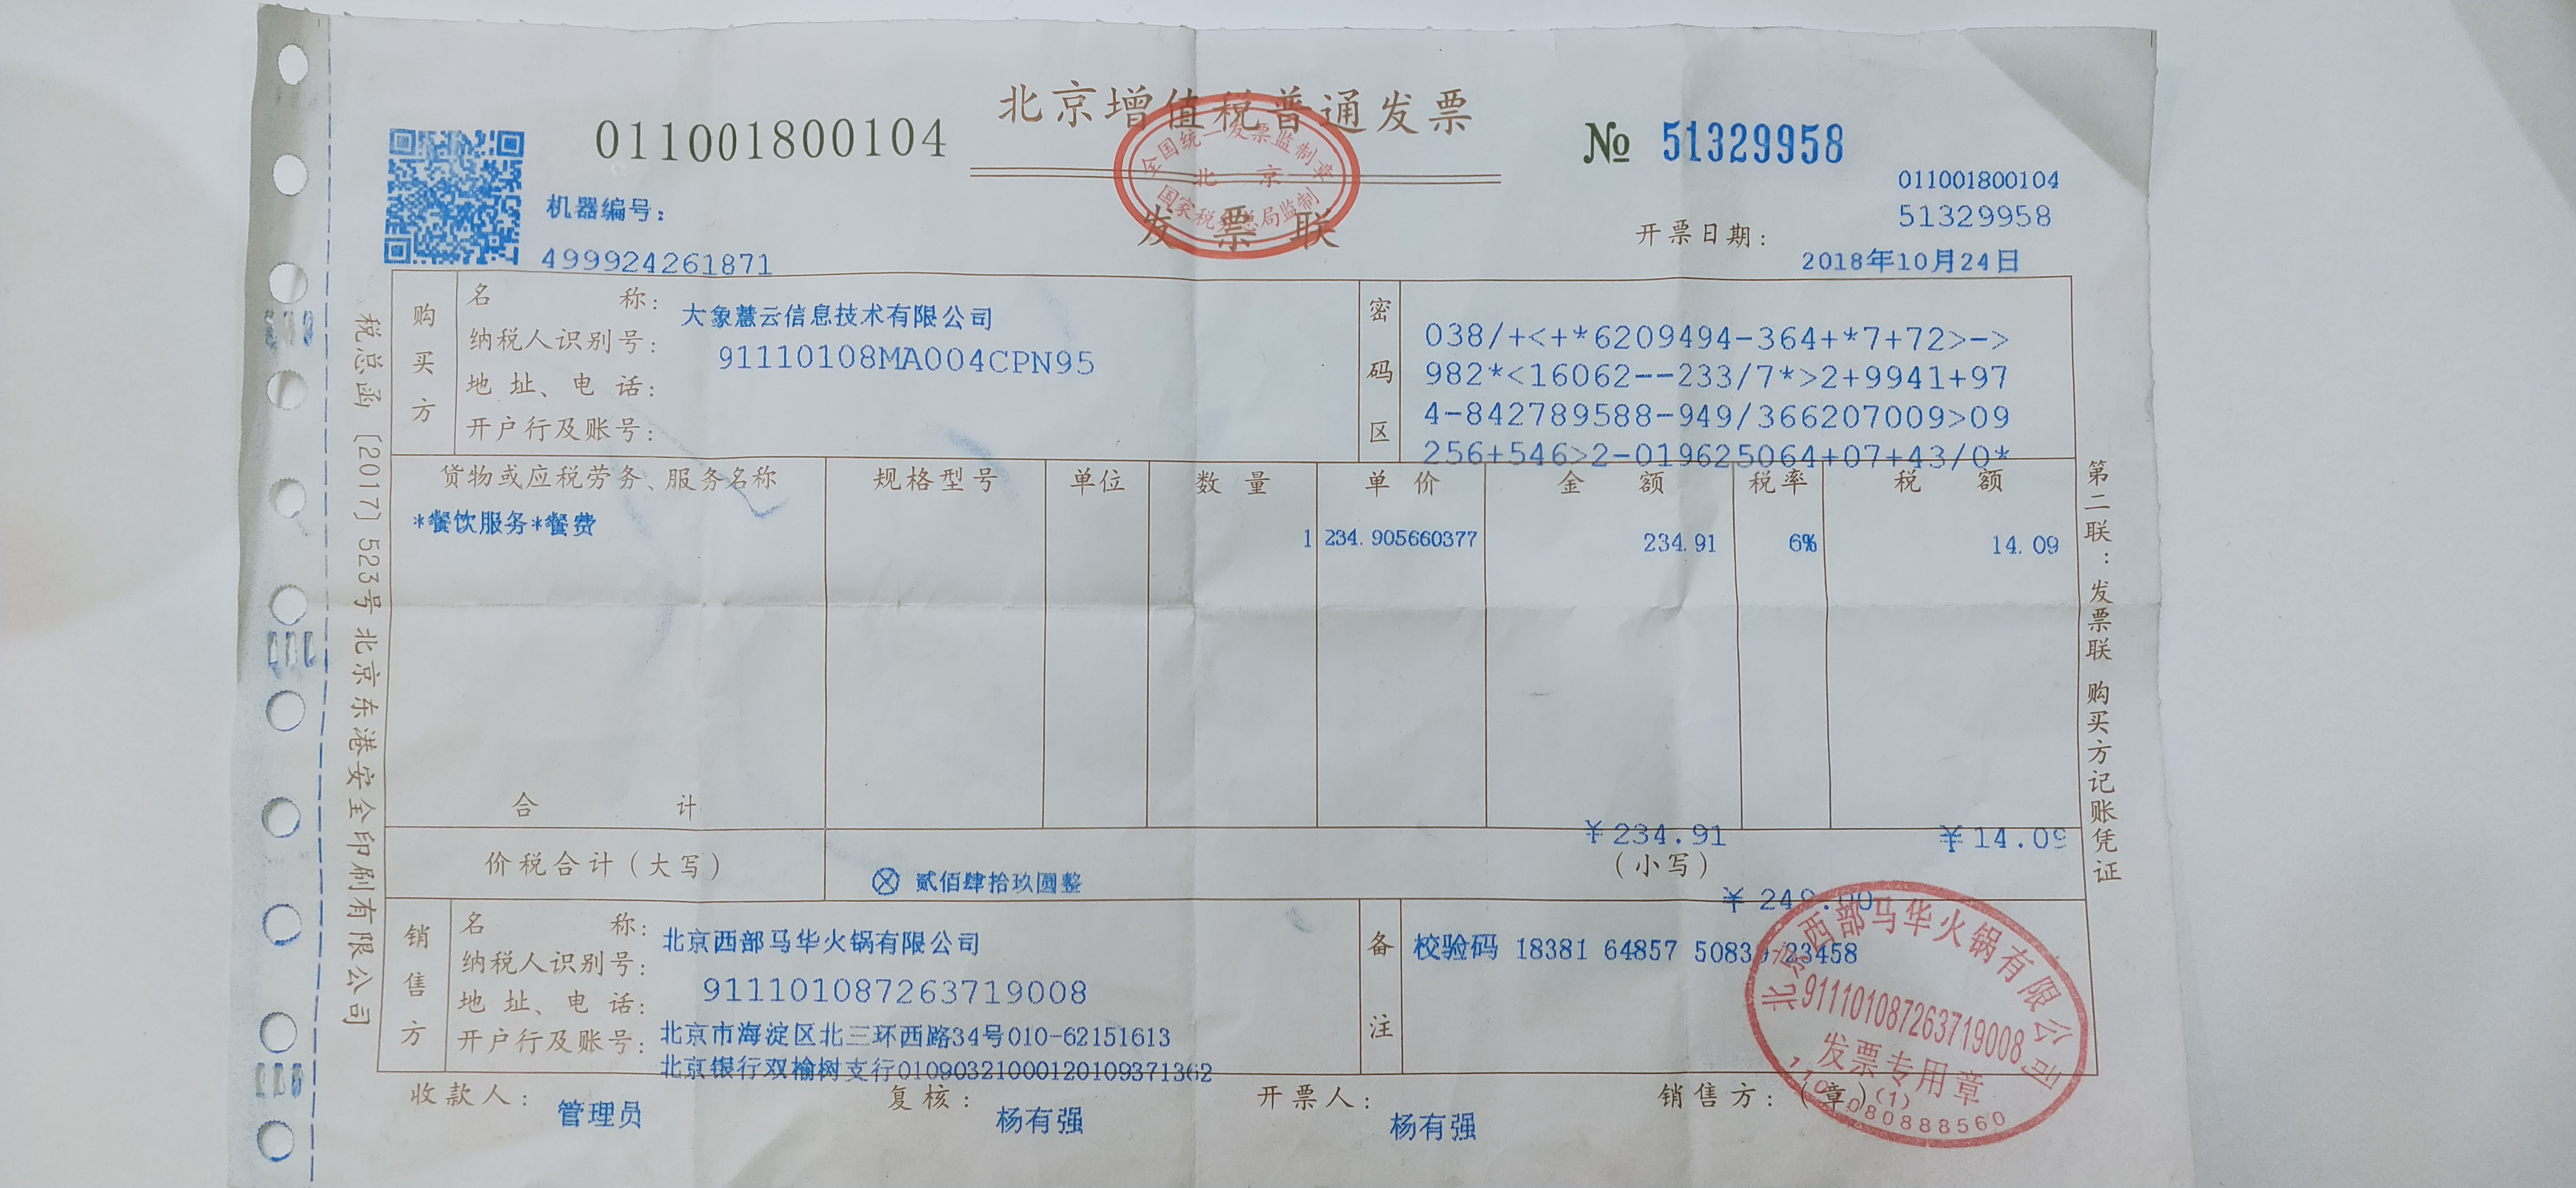 北京增值税普通发票
011001800104
№ 51329958
全国统一发票监制章
北京
国家税务总局监制
发票联
011001800104
51329958
机器编号：
499924261871
开票日期：
2018年10月24日
购买方
名称：
大象慧云信息技术有限公司
纳税人识别号：
91110108MA004CPN95
地址、电话：
开户行及账号：
密码区
038/+<+*6209494-364+*7+72>->
982*<16062--233/7*>2+9941+97
4-842789588-949/366207009>09
256+546>2-019625064+07+43/0*
货物或应税劳务、服务名称 规格型号 单位 数量 单价 金额 税率 税额
*餐饮服务*餐费 1 234.905660377 234.91 6% 14.09
合计 ￥234.91 ￥14.09
价税合计（大写） ⊗ 贰佰肆拾玖圆整 （小写） ￥249.00
销售方
名称：
北京西部马华火锅有限公司
纳税人识别号：
911101087263719008
地址、电话：
北京市海淀区北三环西路34号010-62151613
开户行及账号：
北京银行双榆树支行01090321000120109371362
备注
校验码 18381 64857 50839 23458
收款人： 管理员 复核： 杨有强 开票人： 杨有强 销售方：（章）
北京西部马华火锅有限公司
911101087263719008
发票专用章
(1)
税总函〔2017〕523号北京东港安全印刷有限公司
第二联：发票联 购买方记账凭证